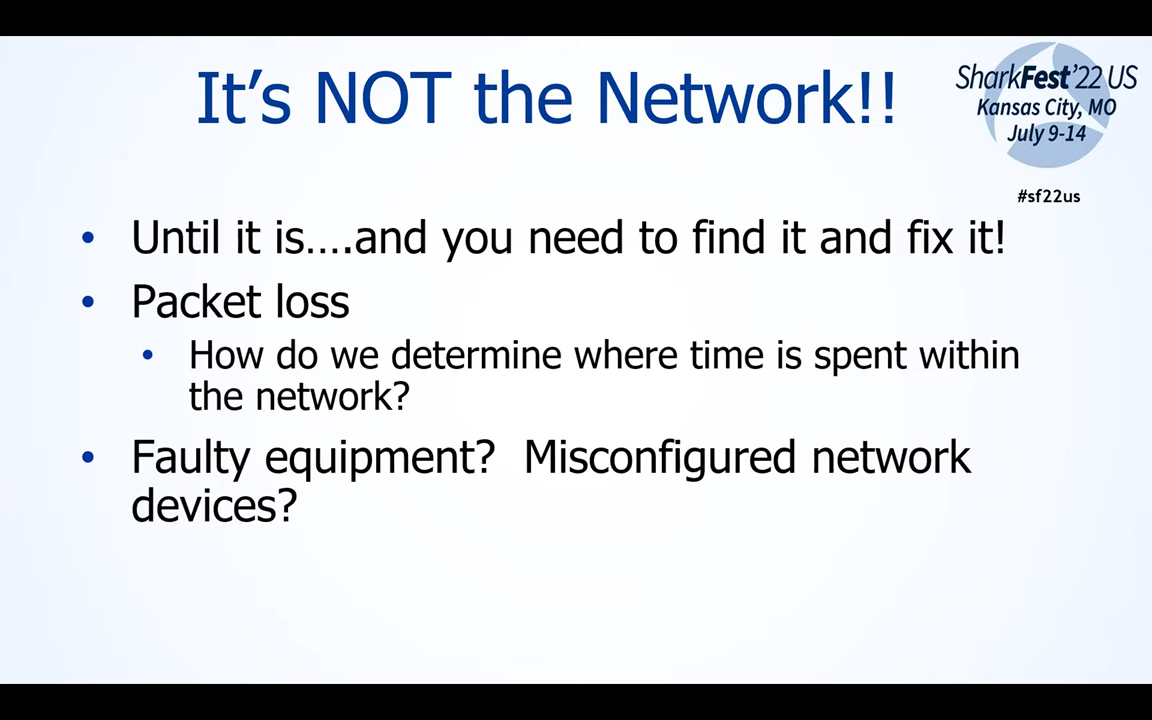 It’s NOT the Network!!
SharkFest’22 US
Kansas City, MO
July 9-14
#sf22us
• Until it is….and you need to find it and fix it!
• Packet loss
• How do we determine where time is spent within
the network?
• Faulty equipment?  Misconfigured network
devices?